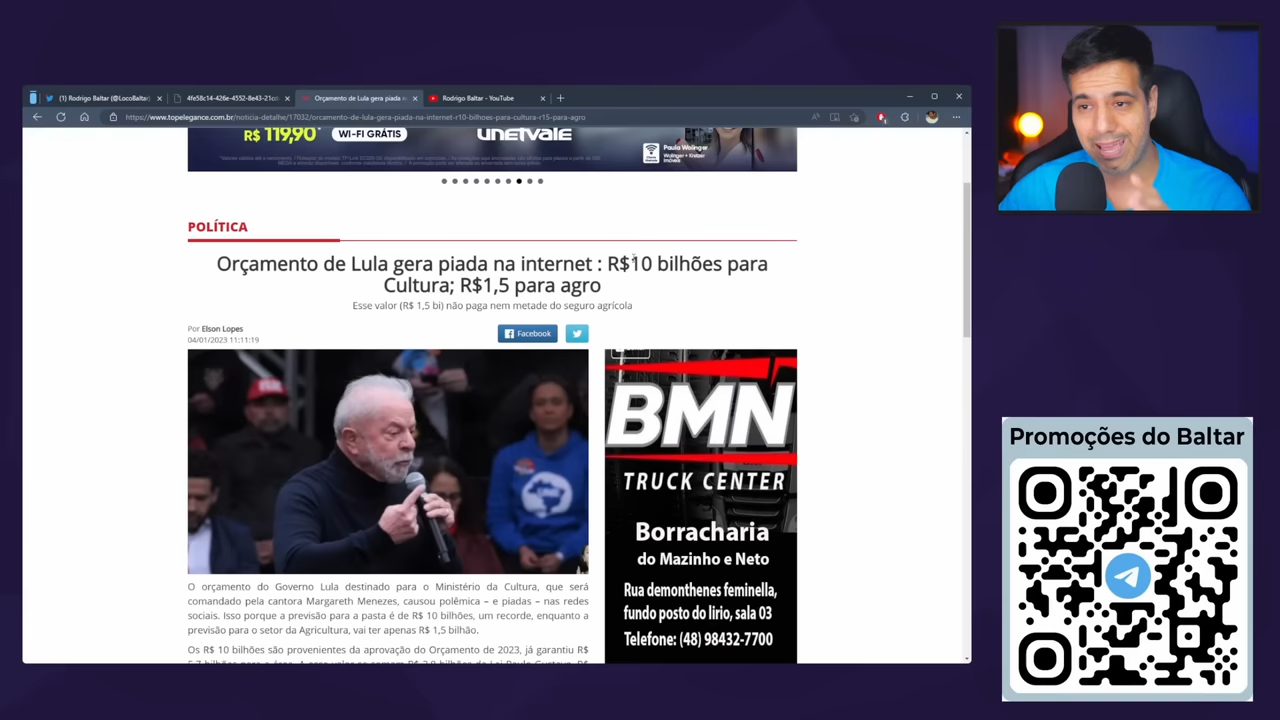 (1) Rodrigo Baltar (@LocoBaltar)
4fe58c14-426e-4552-8e43-21cd
Orçamento de Lula gera piada n
Rodrigo Baltar - YouTube
https://www.topelegance.com.br/noticia-detalhe/17032/orcamento-de-lula-gera-piada-na-internet-r10-bilhoes-para-cultura-r15-para-agro
R$ 119,90*
WI-FI GRÁTIS
unetvale
Paula Wolinger
POLÍTICA
Orçamento de Lula gera piada na internet : R$10 bilhões para
Cultura; R$1,5 para agro
Esse valor (R$ 1,5 bi) não paga nem metade do seguro agrícola
Por Elson Lopes
04/01/2023 11:11:19
Facebook
O orçamento do Governo Lula destinado para o Ministério da Cultura, que será
comandado pela cantora Margareth Menezes, causou polêmica – e piadas – nas redes
sociais. Isso porque a previsão para a pasta é de R$ 10 bilhões, um recorde, enquanto a
previsão para o setor da Agricultura, vai ter apenas R$ 1,5 bilhão.
Os R$ 10 bilhões são provenientes da aprovação do Orçamento de 2023, já garantiu R$
BMN
TRUCK CENTER
Borracharia
do Mazinho e Neto
Rua demonthenes feminella,
fundo posto do lirio, sala 03
Telefone: (48) 98432-7700
Promoções do Baltar